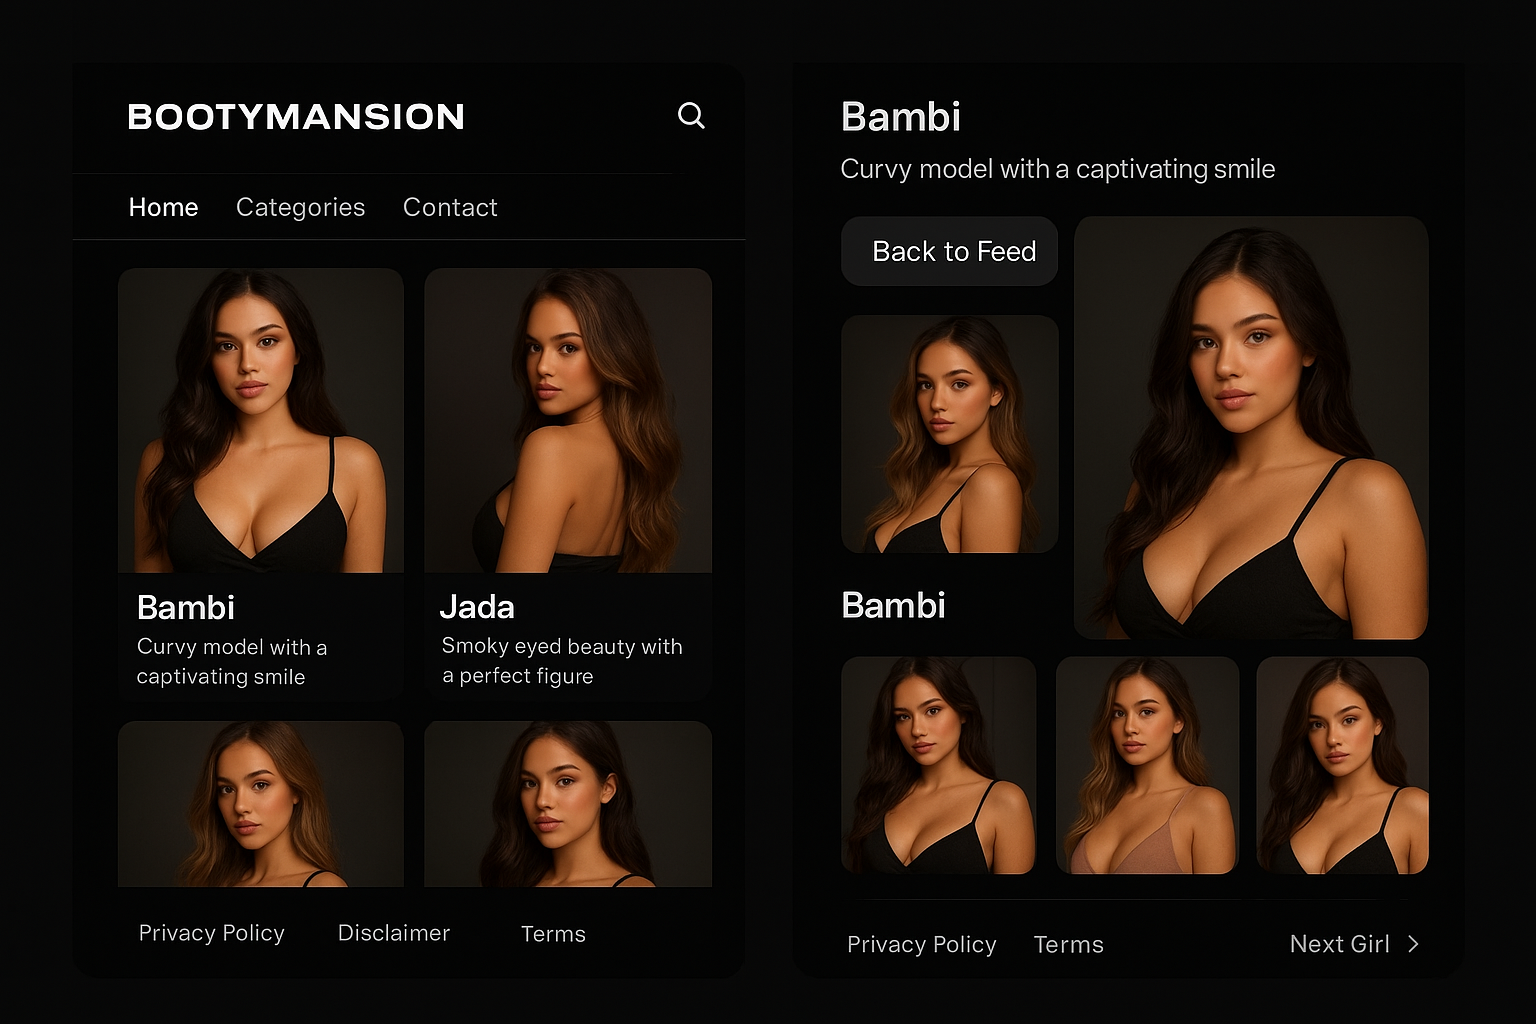 BOOTYMANSION
Home Categories Contact
Bambi
Curvy model with a
captivating smile
Jada
Smoky eyed beauty with
a perfect figure
Privacy Policy Disclaimer Terms
Bambi
Curvy model with a captivating smile
Back to Feed
Bambi
Privacy Policy Terms Next Girl